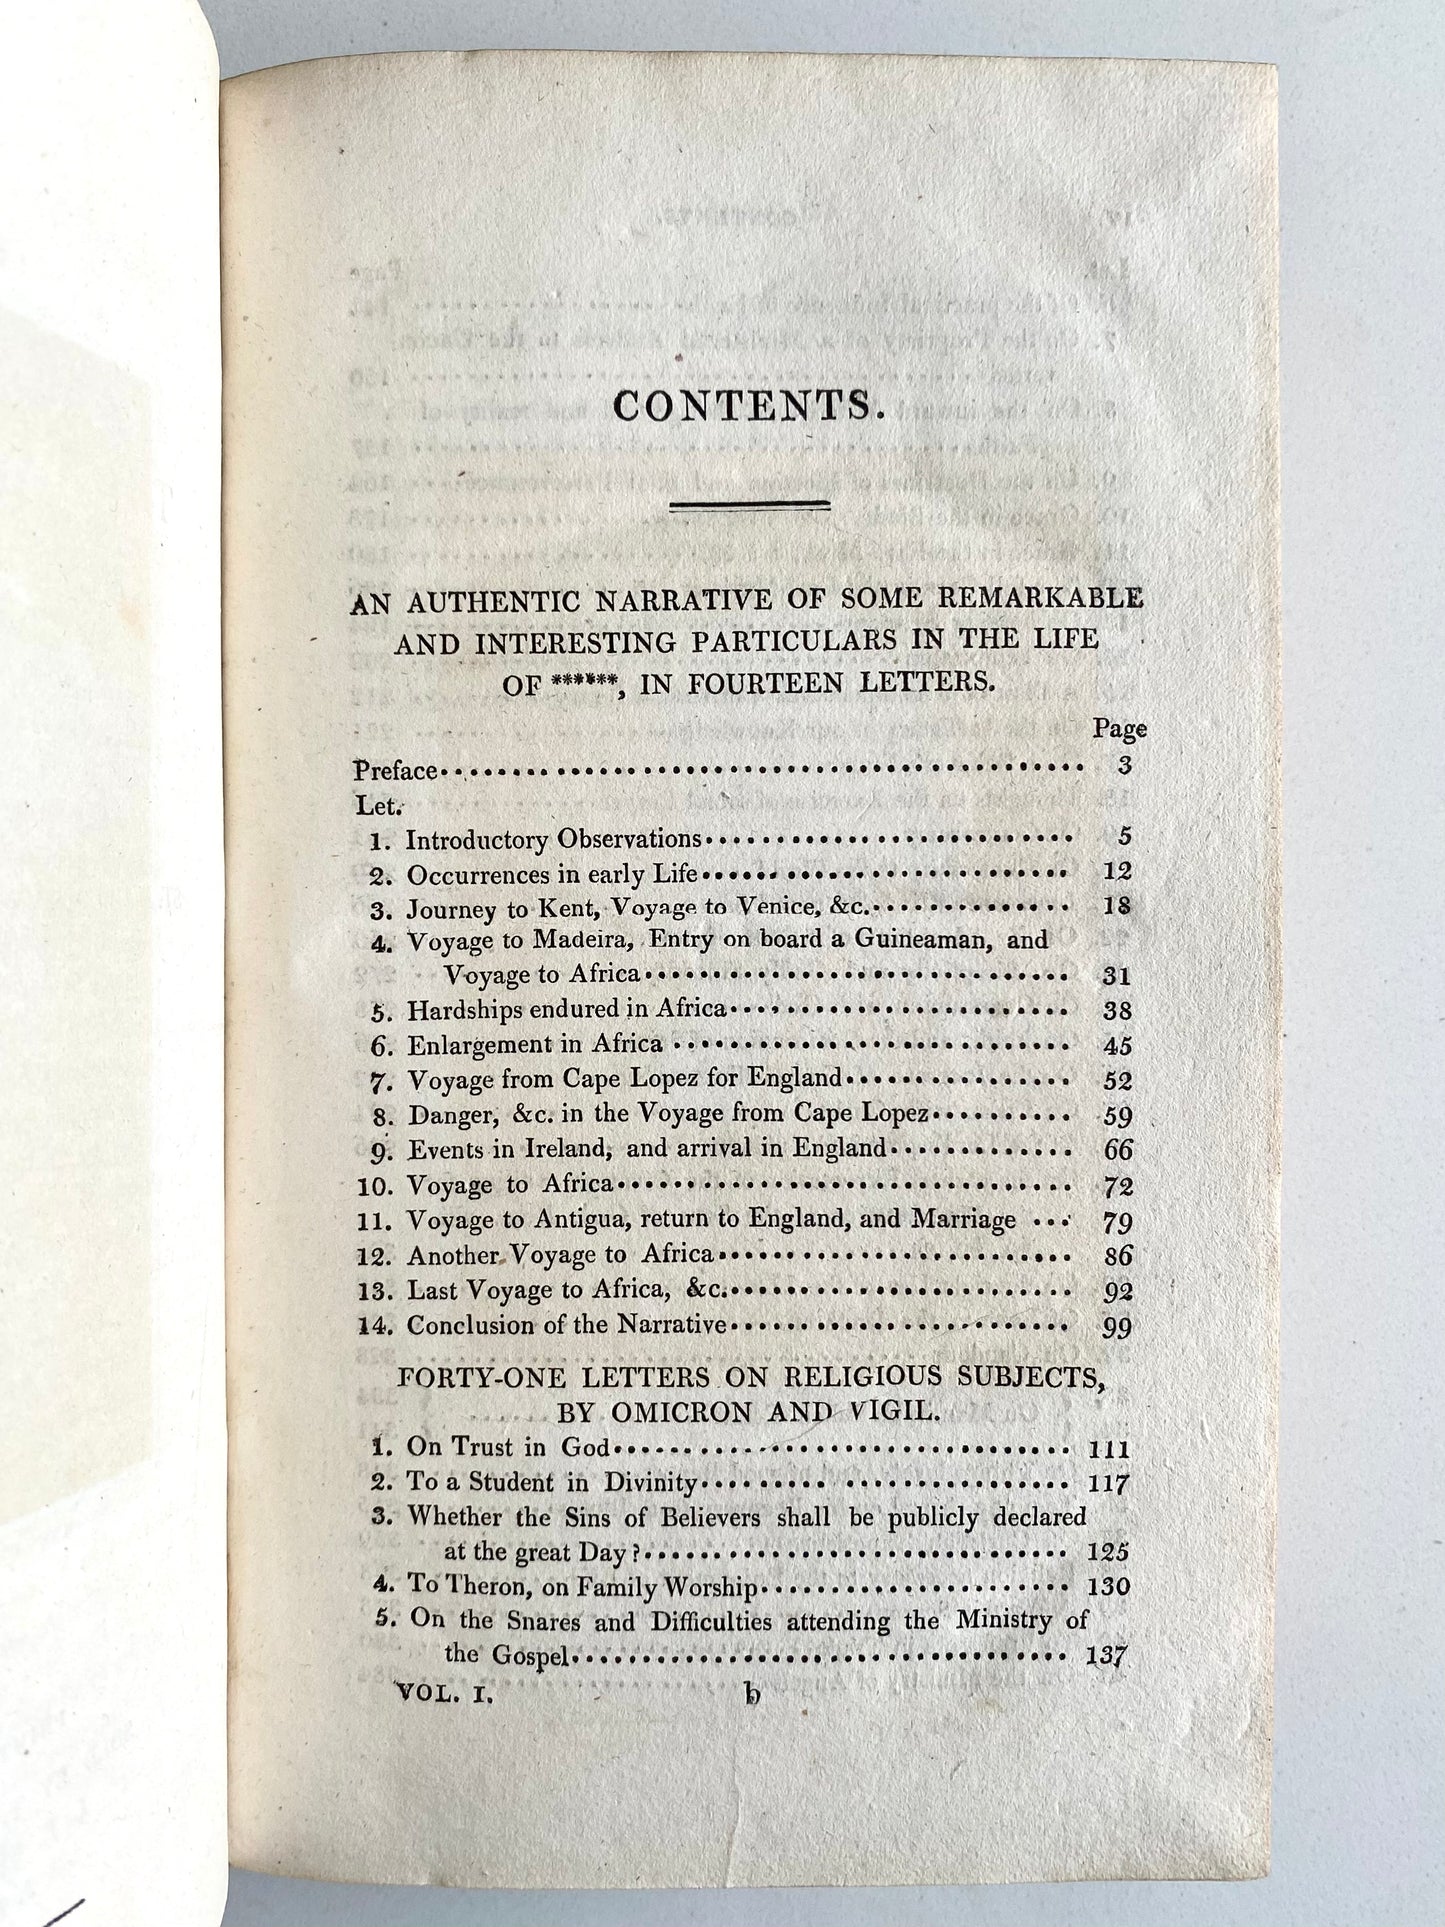 CONTENTS.
AN AUTHENTIC NARRATIVE OF SOME REMARKABLE
AND INTERESTING PARTICULARS IN THE LIFE
OF ******, IN FOURTEEN LETTERS.
Page
Preface 3
Let.
1. Introductory Observations 5
2. Occurrences in early Life 12
3. Journey to Kent, Voyage to Venice, &c. 18
4. Voyage to Madeira, Entry on board a Guineaman, and
Voyage to Africa 31
5. Hardships endured in Africa 38
6. Enlargement in Africa 45
7. Voyage from Cape Lopez for England 52
8. Danger, &c. in the Voyage from Cape Lopez 59
9. Events in Ireland, and arrival in England 66
10. Voyage to Africa 72
11. Voyage to Antigua, return to England, and Marriage 79
12. Another Voyage to Africa 86
13. Last Voyage to Africa, &c. 92
14. Conclusion of the Narrative 99
FORTY-ONE LETTERS ON RELIGIOUS SUBJECTS,
BY OMICRON AND VIGIL.
1. On Trust in God 111
2. To a Student in Divinity 117
3. Whether the Sins of Believers shall be publicly declared
at the great Day? 125
4. To Theron, on Family Worship 130
5. On the Snares and Difficulties attending the Ministry of
the Gospel 137
VOL. I. b